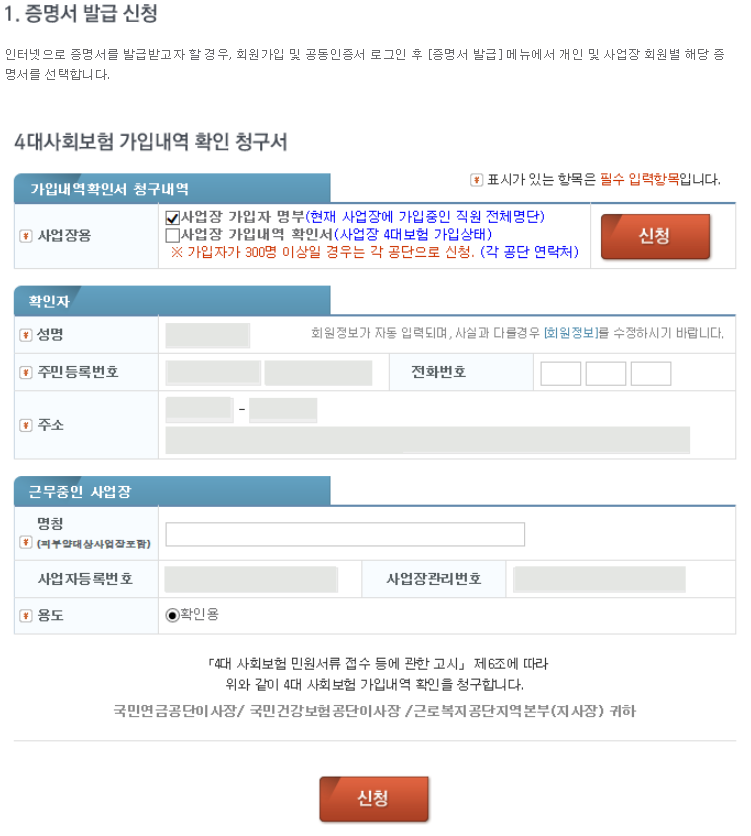 1. 증명서 발급 신청
인터넷으로 증명서를 발급받고자 할 경우, 회원가입 및 공동인증서 로그인 후 [증명서 발급] 메뉴에서 개인 및 사업장 회원별 해당 증
명서를 선택합니다.
4대사회보험 가입내역 확인 청구서
가입내역확인서 청구내역
표시가 있는 항목은 필수 입력항목입니다.
사업장용
사업장 가입자 명부(현재 사업장에 가입중인 직원 전체명단)
사업장 가입내역 확인서(사업장 4대보험 가입상태)
※ 가입자가 300명 이상일 경우는 각 공단으로 신청. (각 공단 연락처)
신청
확인자
성명
회원정보가 자동 입력되며, 사실과 다를경우 [회원정보]를 수정하시기 바랍니다.
주민등록번호
전화번호
주소
-
근무중인 사업장
명칭
(피부양대상사업장포함)
사업자등록번호
사업장관리번호
용도
확인용
「4대 사회보험 민원서류 접수 등에 관한 고시」 제6조에 따라
위와 같이 4대 사회보험 가입내역 확인을 청구합니다.
국민연금공단이사장/ 국민건강보험공단이사장 /근로복지공단지역본부(지사장) 귀하
신청